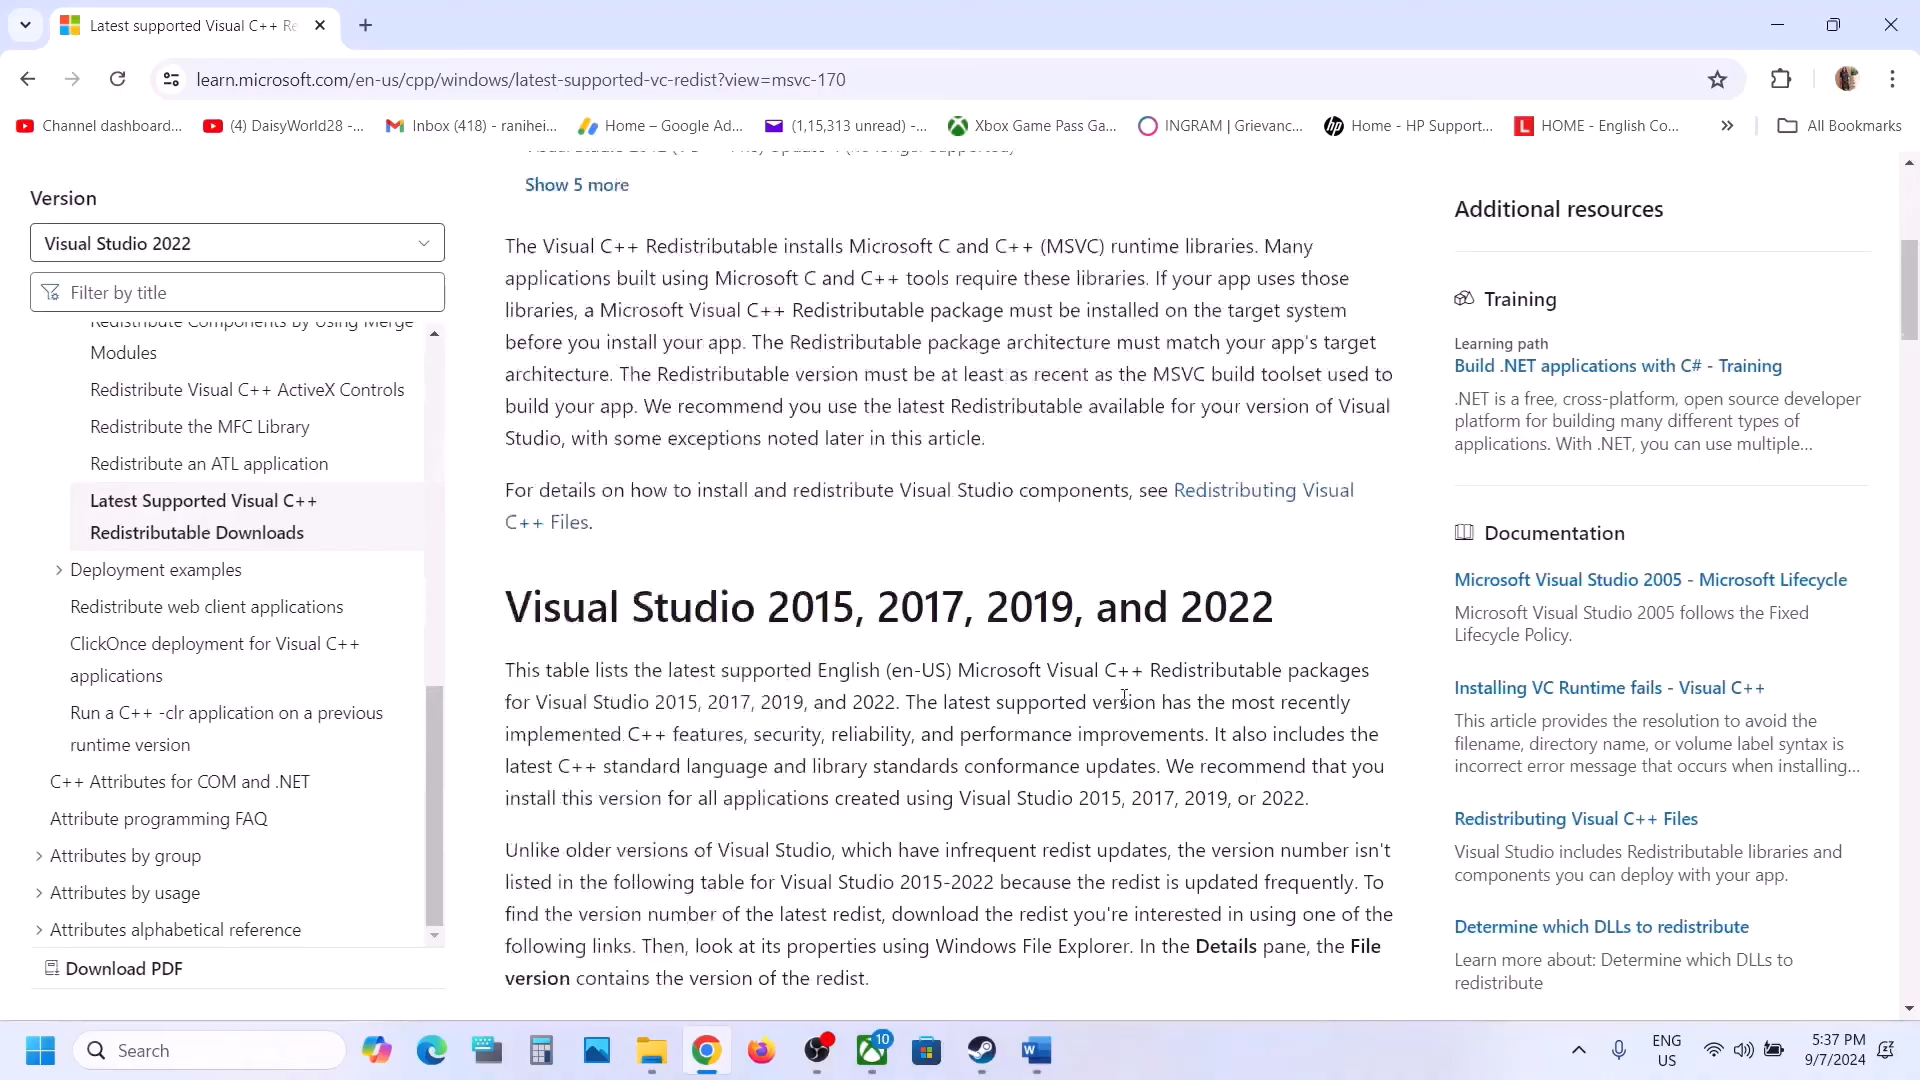 Latest supported Visual C++ Re
learn.microsoft.com/en-us/cpp/windows/latest-supported-vc-redist?view=msvc-170
Channel dashboard...
(4) DaisyWorld28 -...
Inbox (418) - ranihei...
Home – Google Ad...
(1,15,313 unread) -...
Xbox Game Pass Ga...
INGRAM | Grievanc...
Home - HP Support...
HOME - English Co...
All Bookmarks
Version
Visual Studio 2022
Filter by title
Redistribute Components By Using Merge
Modules
Redistribute Visual C++ ActiveX Controls
Redistribute the MFC Library
Redistribute an ATL application
Latest Supported Visual C++
Redistributable Downloads
Deployment examples
Redistribute web client applications
ClickOnce deployment for Visual C++
applications
Run a C++ -clr application on a previous
runtime version
C++ Attributes for COM and .NET
Attribute programming FAQ
Attributes by group
Attributes by usage
Attributes alphabetical reference
Download PDF
Show 5 more
The Visual C++ Redistributable installs Microsoft C and C++ (MSVC) runtime libraries. Many
applications built using Microsoft C and C++ tools require these libraries. If your app uses those
libraries, a Microsoft Visual C++ Redistributable package must be installed on the target system
before you install your app. The Redistributable package architecture must match your app's target
architecture. The Redistributable version must be at least as recent as the MSVC build toolset used to
build your app. We recommend you use the latest Redistributable available for your version of Visual
Studio, with some exceptions noted later in this article.
For details on how to install and redistribute Visual Studio components, see Redistributing Visual
C++ Files.
Visual Studio 2015, 2017, 2019, and 2022
This table lists the latest supported English (en-US) Microsoft Visual C++ Redistributable packages
for Visual Studio 2015, 2017, 2019, and 2022. The latest supported version has the most recently
implemented C++ features, security, reliability, and performance improvements. It also includes the
latest C++ standard language and library standards conformance updates. We recommend that you
install this version for all applications created using Visual Studio 2015, 2017, 2019, or 2022.
Unlike older versions of Visual Studio, which have infrequent redist updates, the version number isn't
listed in the following table for Visual Studio 2015-2022 because the redist is updated frequently. To
find the version number of the latest redist, download the redist you're interested in using one of the
following links. Then, look at its properties using Windows File Explorer. In the Details pane, the File
version contains the version of the redist.
Additional resources
Training
Learning path
Build .NET applications with C# - Training
.NET is a free, cross-platform, open source developer
platform for building many different types of
applications. With .NET, you can use multiple...
Documentation
Microsoft Visual Studio 2005 - Microsoft Lifecycle
Microsoft Visual Studio 2005 follows the Fixed
Lifecycle Policy.
Installing VC Runtime fails - Visual C++
This article provides the resolution to avoid the
filename, directory name, or volume label syntax is
incorrect error message that occurs when installing...
Redistributing Visual C++ Files
Visual Studio includes Redistributable libraries and
components you can deploy with your app.
Determine which DLLs to redistribute
Learn more about: Determine which DLLs to
redistribute
Search
10
ENG
US
5:37 PM
9/7/2024